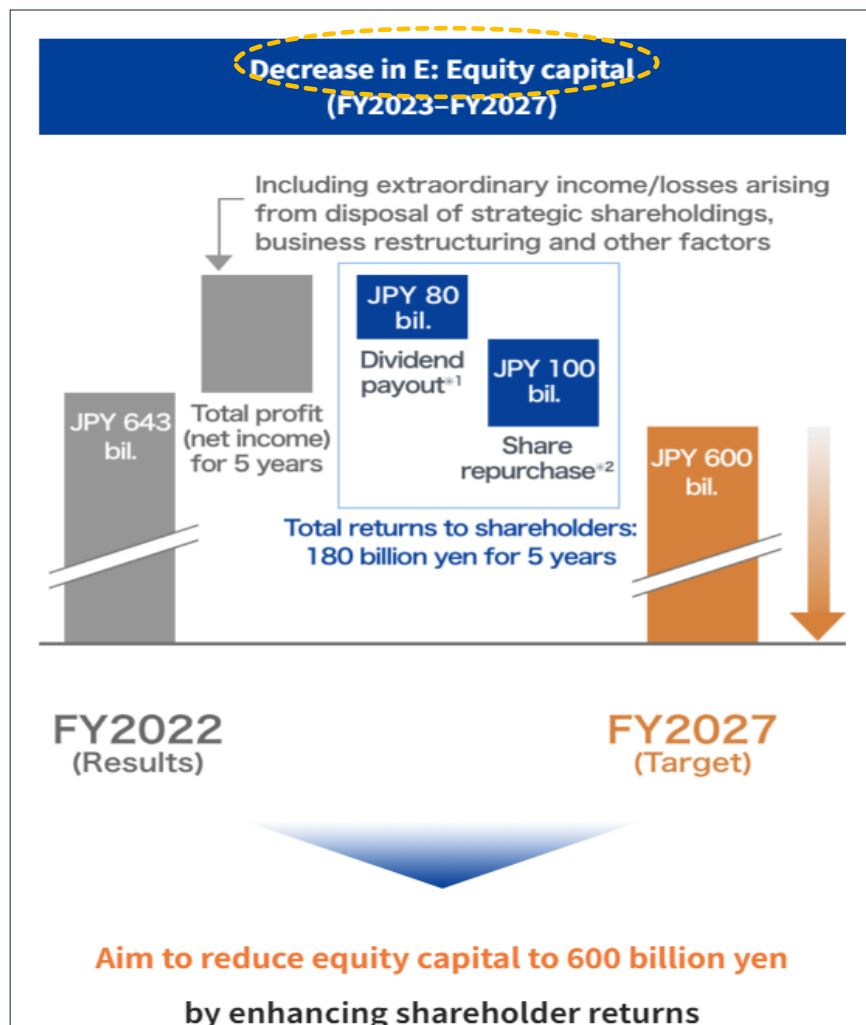 Decrease in E: Equity capital
(FY2023–FY2027)
Including extraordinary income/losses arising
from disposal of strategic shareholdings,
business restructuring and other factors
JPY 643
bil.
Total profit
(net income)
for 5 years
JPY 80
bil.
Dividend
payout*1
JPY 100
bil.
Share
repurchase*2
Total returns to shareholders:
180 billion yen for 5 years
JPY 600
bil.
FY2022
(Results)
FY2027
(Target)
Aim to reduce equity capital to 600 billion yen
by enhancing shareholder returns